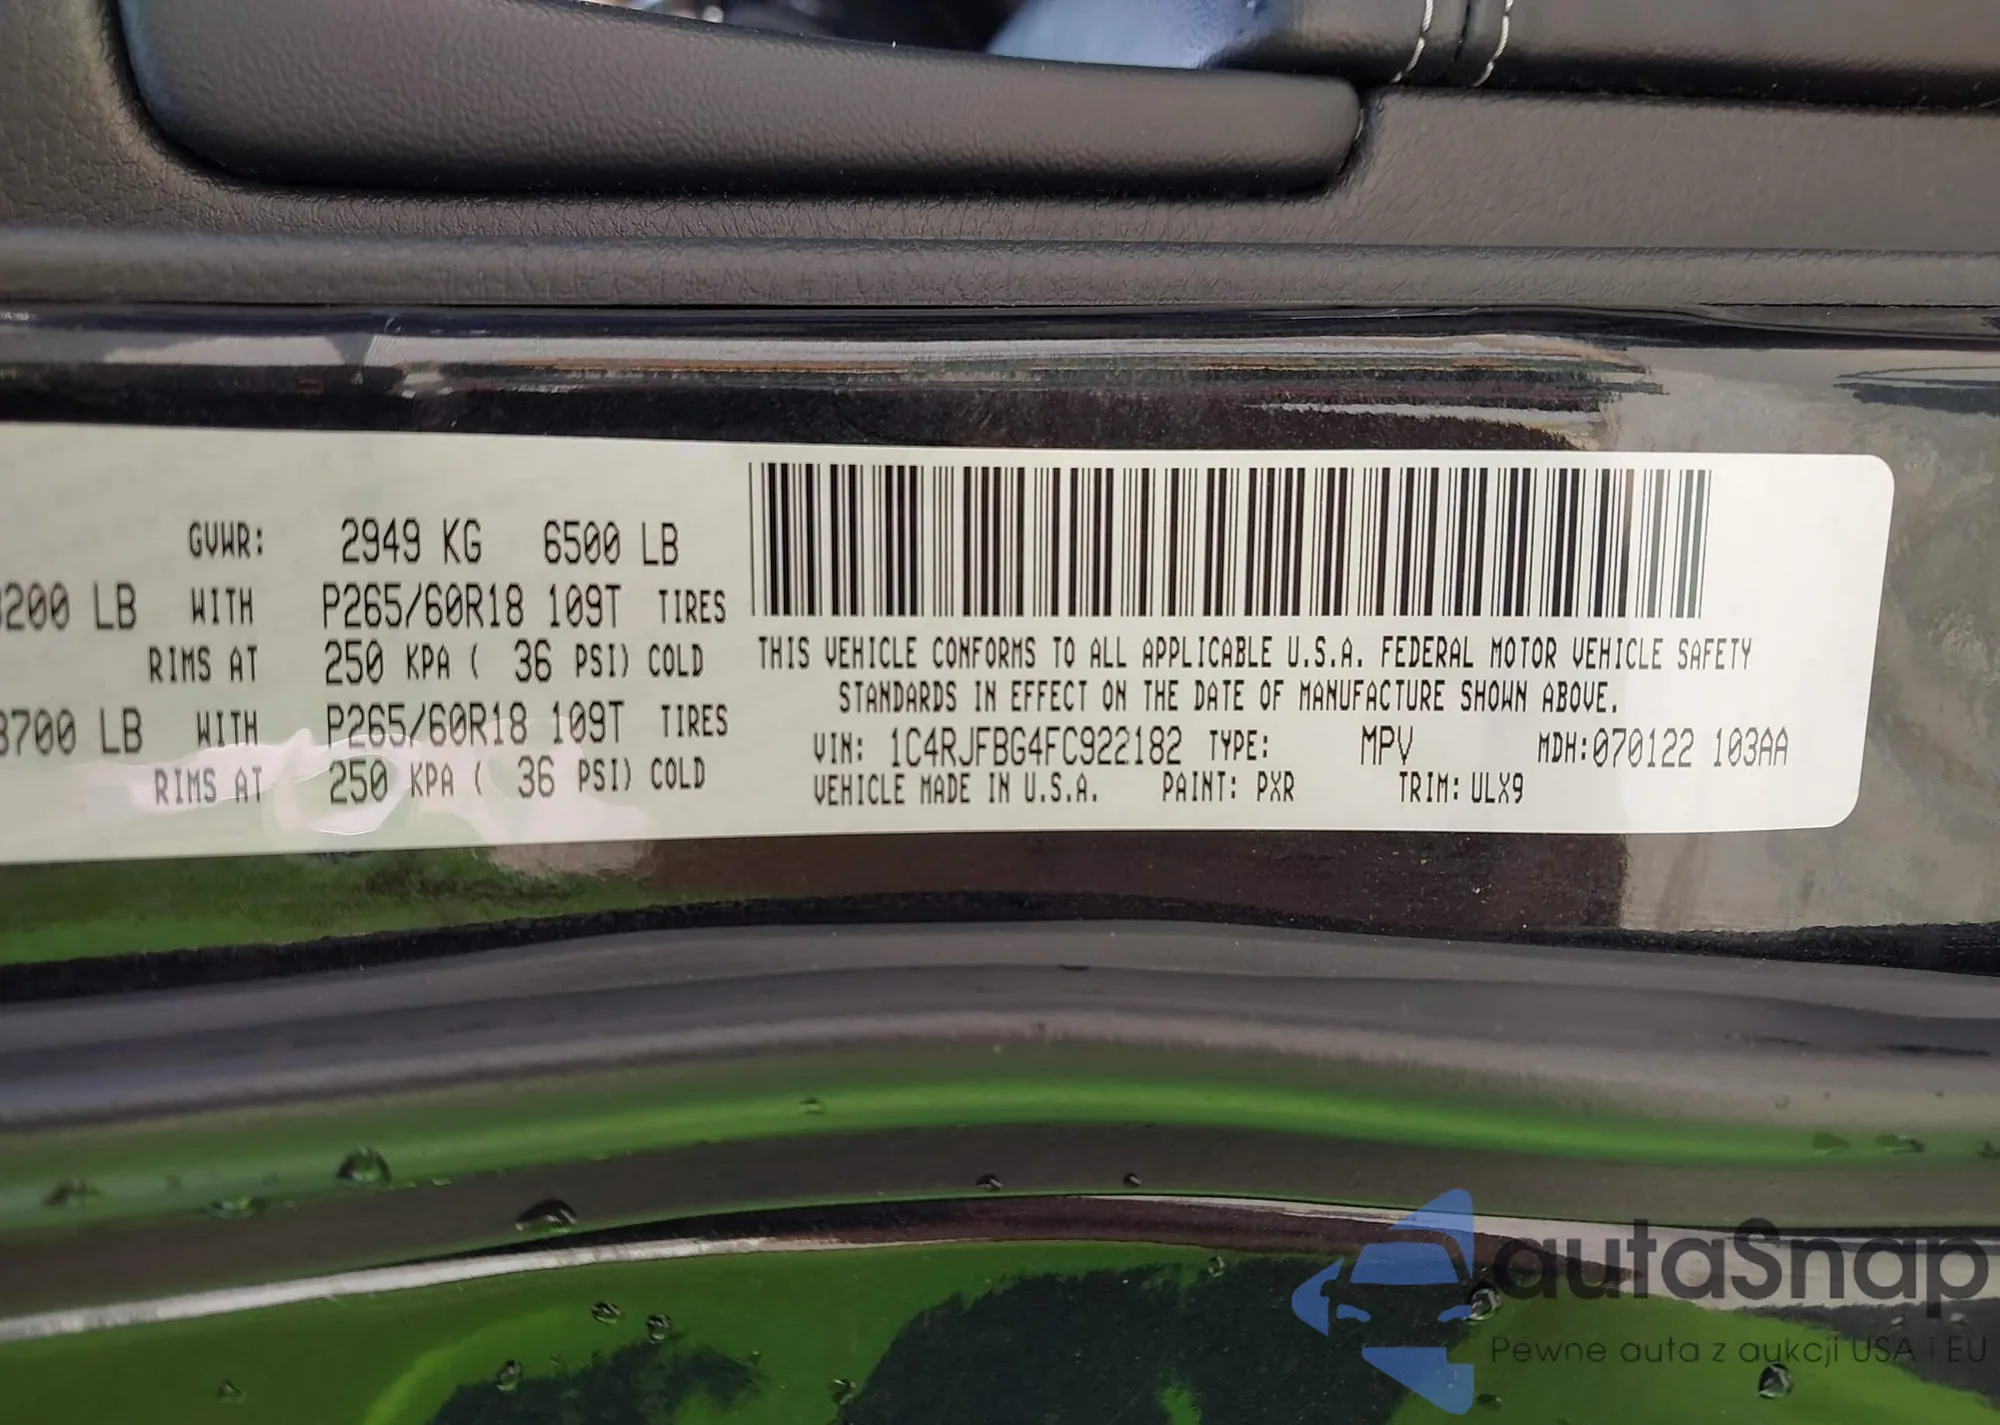 GVWR: 2949 KG 6500 LB
200 LB WITH P265/60R18 109T TIRES
RIMS AT 250 KPA ( 36 PSI) COLD
3700 LB WITH P265/60R18 109T TIRES
RIMS AT 250 KPA ( 36 PSI) COLD
THIS VEHICLE CONFORMS TO ALL APPLICABLE U.S.A. FEDERAL MOTOR VEHICLE SAFETY
STANDARDS IN EFFECT ON THE DATE OF MANUFACTURE SHOWN ABOVE.
VIN: 1C4RJFBG4FC922182 TYPE: MPV MDH:070122 103AA
VEHICLE MADE IN U.S.A. PAINT: PXR TRIM: ULX9
autaSnap
Pewne auta z aukcji USA i EU